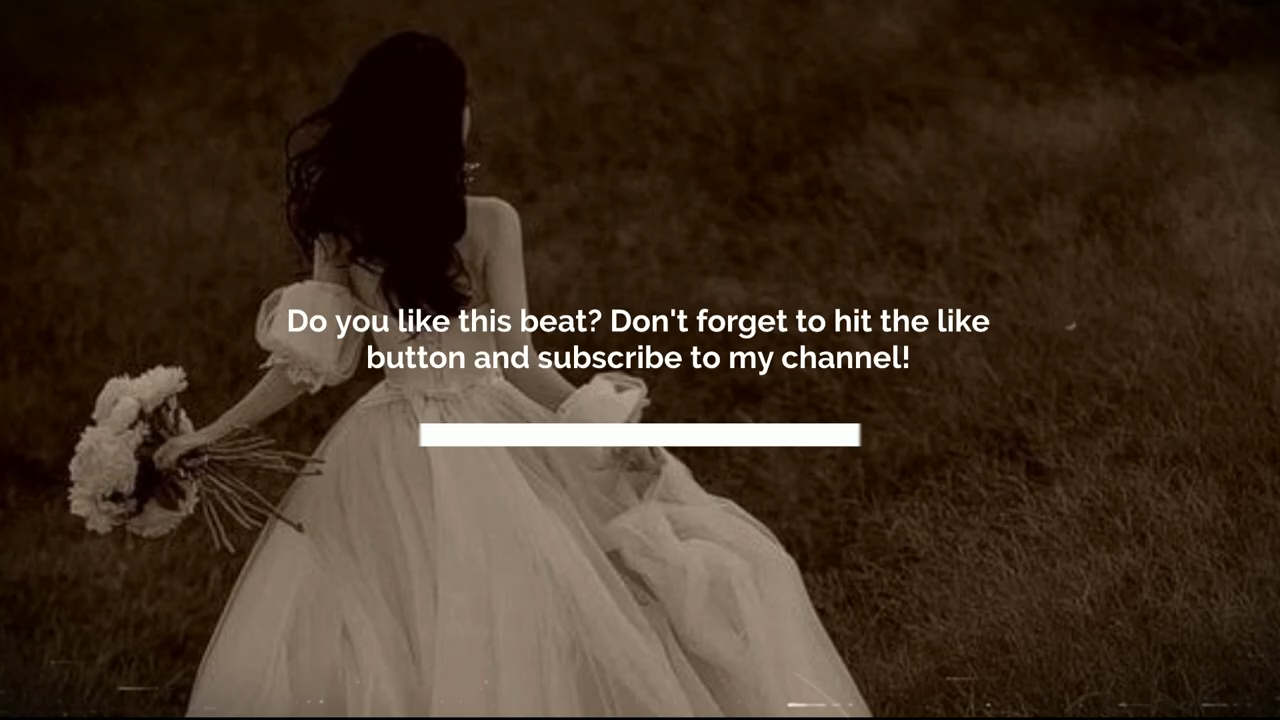 Do you like this beat? Don't forget to hit the like
button and subscribe to my channel!